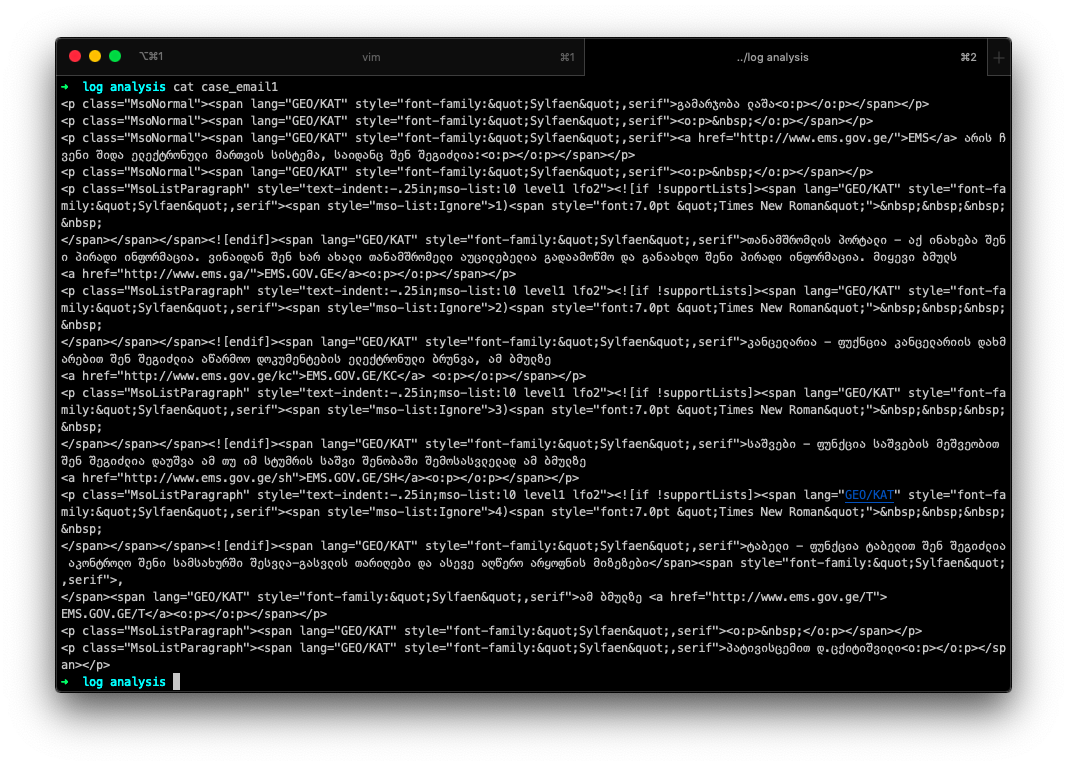 ⌥⌘1
vim
⌘1
../log analysis
⌘2
+
➜  log analysis cat case_email1
<p class="MsoNormal"><span lang="GEO/KAT" style="font-family:&quot;Sylfaen&quot;,serif">გამარჯობა ლაშა<o:p></o:p></span></p>
<p class="MsoNormal"><span lang="GEO/KAT" style="font-family:&quot;Sylfaen&quot;,serif"><o:p>&nbsp;</o:p></span></p>
<p class="MsoNormal"><span lang="GEO/KAT" style="font-family:&quot;Sylfaen&quot;,serif"><a href="http://www.ems.gov.ge/">EMS</a> არის ჩ
ვენი შიდა ელექტრონული მართვის სისტემა, საიდანც შენ შეგიძლია:<o:p></o:p></span></p>
<p class="MsoNormal"><span lang="GEO/KAT" style="font-family:&quot;Sylfaen&quot;,serif"><o:p>&nbsp;</o:p></span></p>
<p class="MsoListParagraph" style="text-indent:-.25in;mso-list:l0 level1 lfo2"><![if !supportLists]><span lang="GEO/KAT" style="font-fa
mily:&quot;Sylfaen&quot;,serif"><span style="mso-list:Ignore">1)<span style="font:7.0pt &quot;Times New Roman&quot;">&nbsp;&nbsp;&nbsp;
&nbsp;
</span></span></span><![endif]><span lang="GEO/KAT" style="font-family:&quot;Sylfaen&quot;,serif">თანამშრომლის პორტალი – აქ ინახება შენ
ი პირადი ინფორმაცია. ვინაიდან შენ ხარ ახალი თანამშრომელი აუცილებელია გადაამოწმო და განაახლო შენი პირადი ინფორმაცია. მიყევი ბმულს
<a href="http://www.ems.ga/">EMS.GOV.GE</a><o:p></o:p></span></p>
<p class="MsoListParagraph" style="text-indent:-.25in;mso-list:l0 level1 lfo2"><![if !supportLists]><span lang="GEO/KAT" style="font-fa
mily:&quot;Sylfaen&quot;,serif"><span style="mso-list:Ignore">2)<span style="font:7.0pt &quot;Times New Roman&quot;">&nbsp;&nbsp;&nbsp;
&nbsp;
</span></span></span><![endif]><span lang="GEO/KAT" style="font-family:&quot;Sylfaen&quot;,serif">კანცელარია – ფუქნცია კანცელარიის დახმ
არებით შენ შეგიძლია აწარმოო დოკუმენტების ელექტრონული ბრუნვა, ამ ბმულზე
<a href="http://www.ems.gov.ge/kc">EMS.GOV.GE/KC</a> <o:p></o:p></span></p>
<p class="MsoListParagraph" style="text-indent:-.25in;mso-list:l0 level1 lfo2"><![if !supportLists]><span lang="GEO/KAT" style="font-fa
mily:&quot;Sylfaen&quot;,serif"><span style="mso-list:Ignore">3)<span style="font:7.0pt &quot;Times New Roman&quot;">&nbsp;&nbsp;&nbsp;
&nbsp;
</span></span></span><![endif]><span lang="GEO/KAT" style="font-family:&quot;Sylfaen&quot;,serif">საშვები – ფუნქცია საშვების მეშვეობით
შენ შეგიძლია დაუშვა ამ თუ იმ სტუმრის საშვი შენობაში შემოსასვლელად ამ ბმულზე
<a href="http://www.ems.gov.ge/sh">EMS.GOV.GE/SH</a><o:p></o:p></span></p>
<p class="MsoListParagraph" style="text-indent:-.25in;mso-list:l0 level1 lfo2"><![if !supportLists]><span lang="GEO/KAT" style="font-fa
mily:&quot;Sylfaen&quot;,serif"><span style="mso-list:Ignore">4)<span style="font:7.0pt &quot;Times New Roman&quot;">&nbsp;&nbsp;&nbsp;
&nbsp;
</span></span></span><![endif]><span lang="GEO/KAT" style="font-family:&quot;Sylfaen&quot;,serif">ტაბელი – ფუნქცია ტაბელით შენ შეგიძლია
აკონტროლო შენი სამსახურში შესვლა-გასვლის თარიღები და ასევე აღწერო არყოფნის მიზეზები</span><span style="font-family:&quot;Sylfaen&quot;
,serif">,
</span><span lang="GEO/KAT" style="font-family:&quot;Sylfaen&quot;,serif">ამ ბმულზე <a href="http://www.ems.gov.ge/T">
EMS.GOV.GE/T</a><o:p></o:p></span></p>
<p class="MsoListParagraph"><span lang="GEO/KAT" style="font-family:&quot;Sylfaen&quot;,serif"><o:p>&nbsp;</o:p></span></p>
<p class="MsoListParagraph"><span lang="GEO/KAT" style="font-family:&quot;Sylfaen&quot;,serif">პატივისცემით დ.ცქიტიშვილი<o:p></o:p></sp
an></p>
➜  log analysis